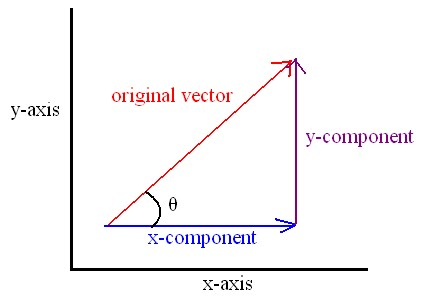 original vector
y-axis
y-component
θ
x-component
x-axis